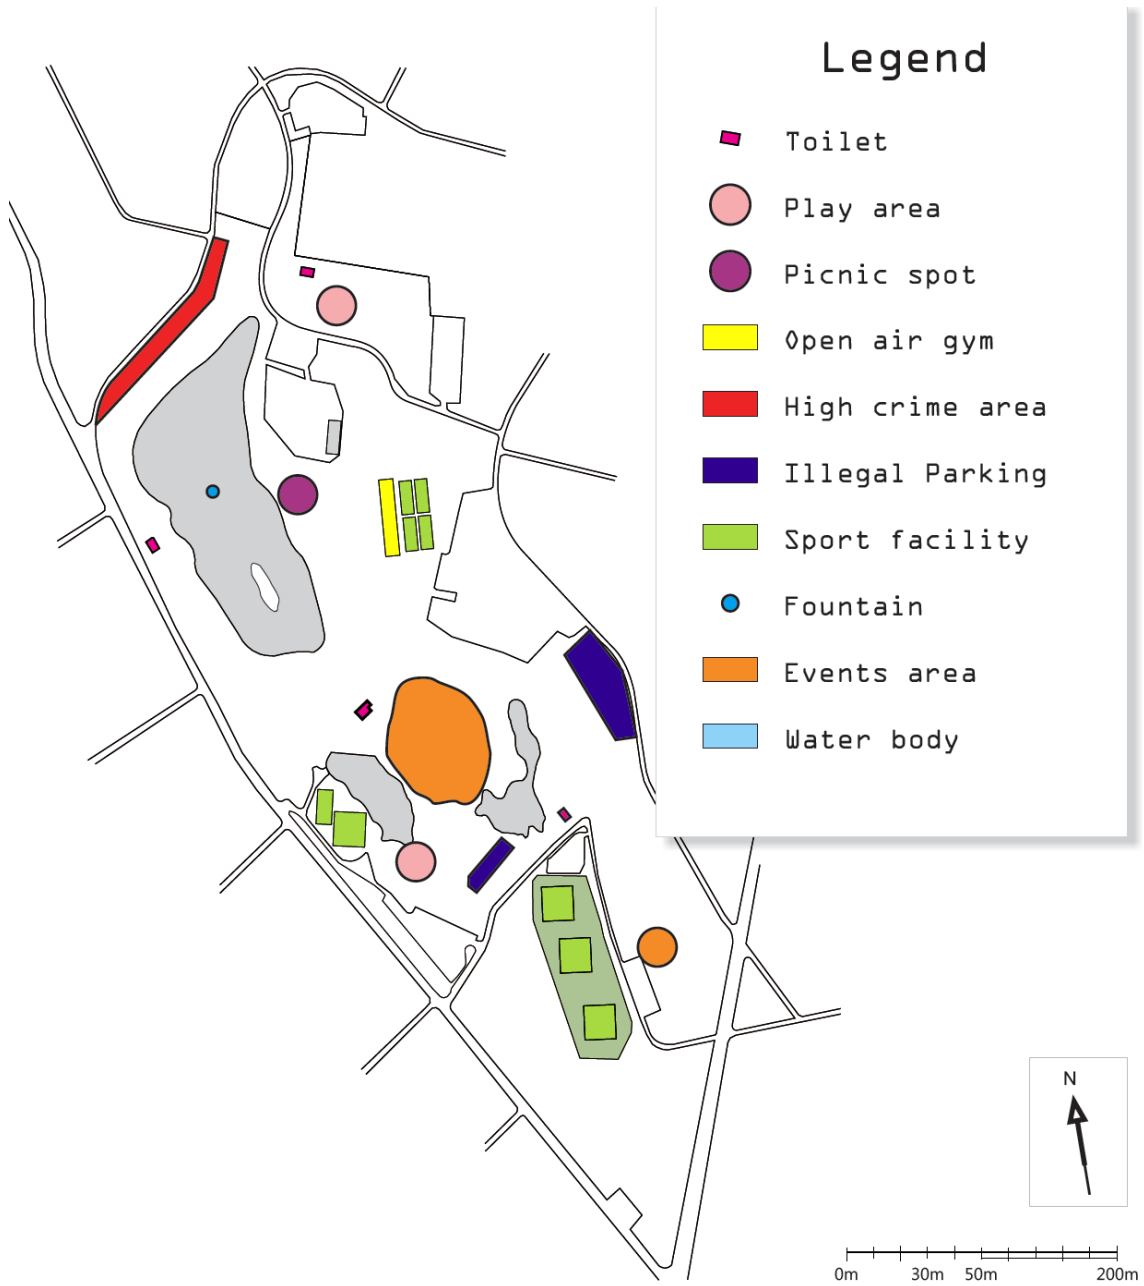 Legend
Toilet
Play area
Picnic spot
Open air gym
High crime area
Illegal Parking
Sport facility
Fountain
Events area
Water body
N
0m 30m 50m 200m